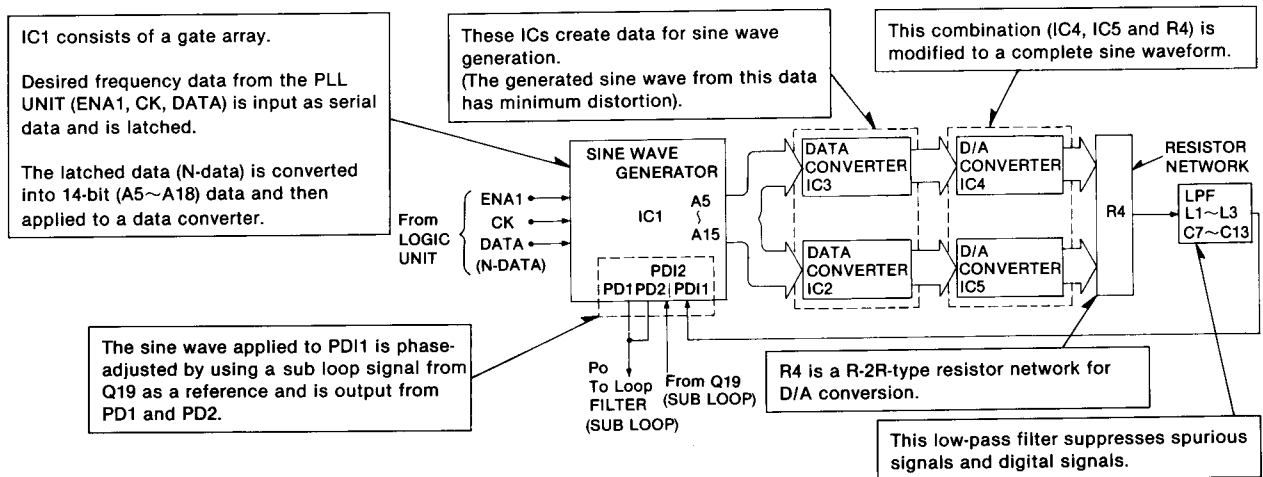 IC1 consists of a gate array.
Desired frequency data from the PLL
UNIT (ENA1, CK, DATA) is input as serial
data and is latched.
The latched data (N-data) is converted
into 14-bit (A5~A18) data and then
applied to a data converter.
These ICs create data for sine wave
generation.
(The generated sine wave from this data
has minimum distortion).
This combination (IC4, IC5 and R4) is
modified to a complete sine waveform.
SINE WAVE
GENERATOR
IC1
A5
~
A15
From
LOGIC
UNIT
ENA1
CK
DATA
(N-DATA)
PDI2
PD1 PD2 PDI1
DATA
CONVERTER
IC3
D/A
CONVERTER
IC4
DATA
CONVERTER
IC2
D/A
CONVERTER
IC5
R4
RESISTOR
NETWORK
LPF
L1~L3
C7~C13
The sine wave applied to PDI1 is phase-
adjusted by using a sub loop signal from
Q19 as a reference and is output from
PD1 and PD2.
Po
To Loop
FILTER
(SUB LOOP)
From Q19
(SUB LOOP)
R4 is a R-2R-type resistor network for
D/A conversion.
This low-pass filter suppresses spurious
signals and digital signals.